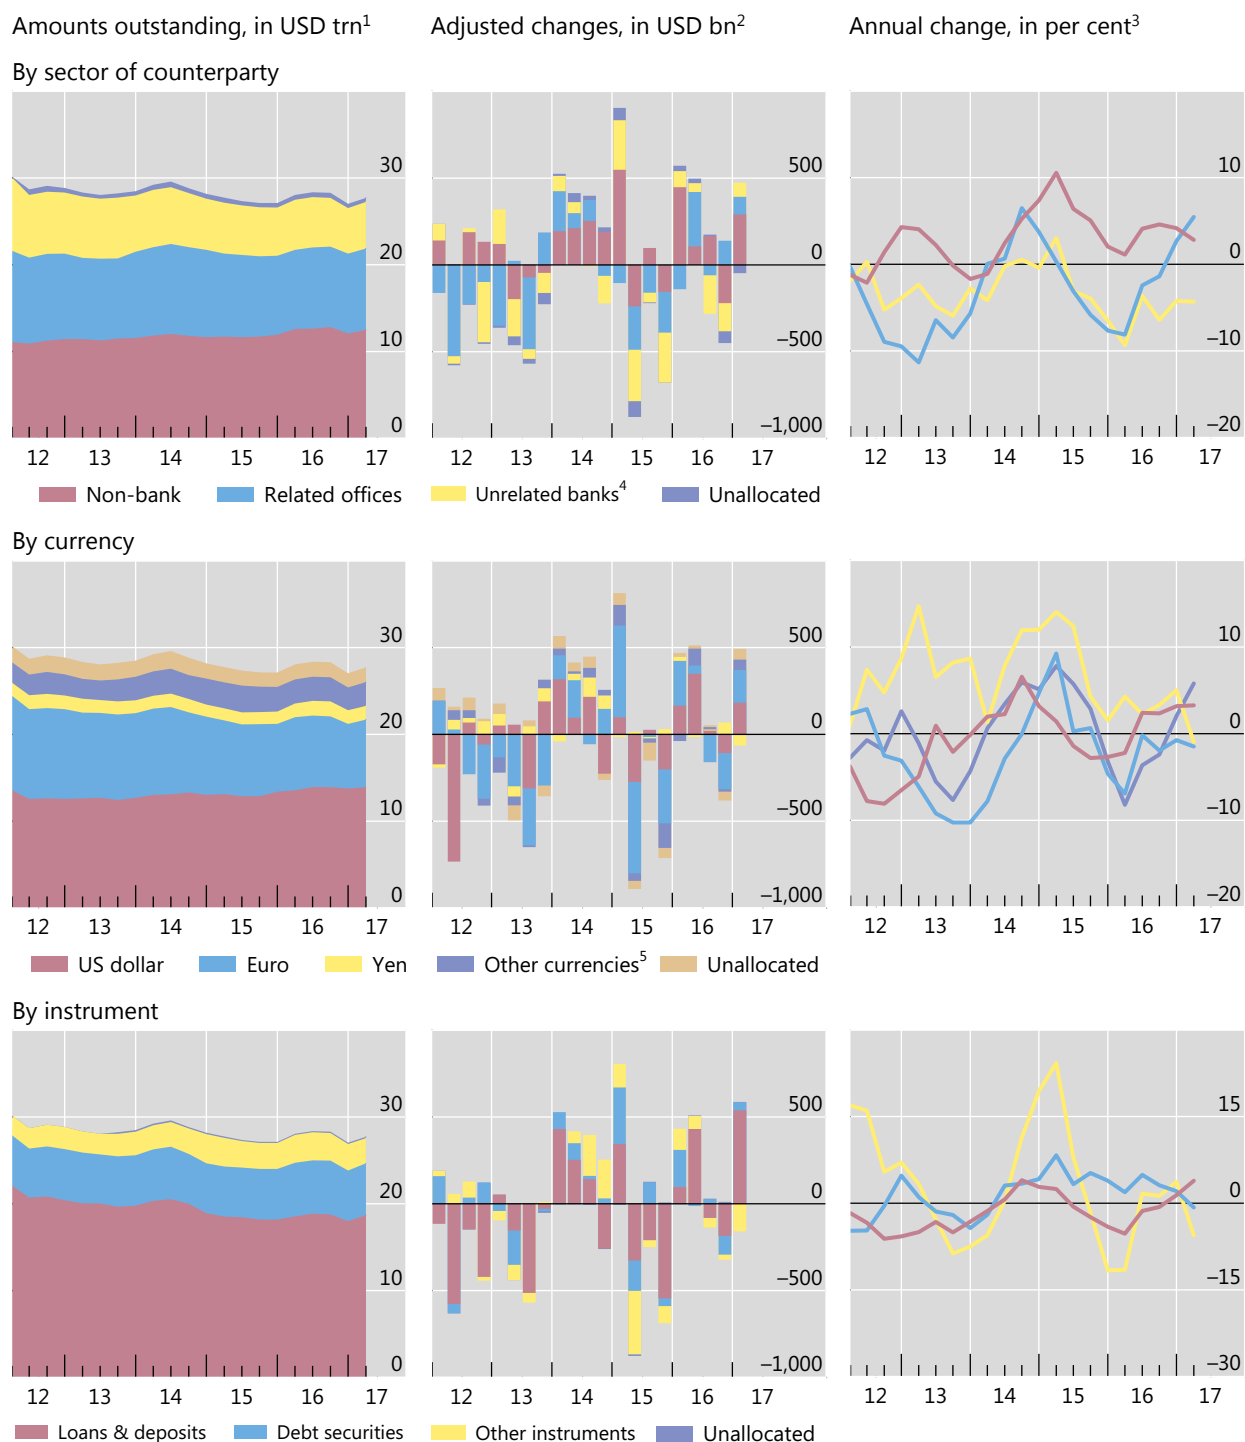 Amounts outstanding, in USD trn1 Adjusted changes, in USD bn2 Annual change, in per cent3
By sector of counterparty
30
20
10
0
12 13 14 15 16 17
500
0
–500
–1,000
12 13 14 15 16 17
10
0
–10
–20
12 13 14 15 16 17
Non-bank Related offices Unrelated banks4 Unallocated
By currency
30
20
10
0
12 13 14 15 16 17
500
0
–500
–1,000
12 13 14 15 16 17
10
0
–10
–20
12 13 14 15 16 17
US dollar Euro Yen Other currencies5 Unallocated
By instrument
30
20
10
0
12 13 14 15 16 17
500
0
–500
–1,000
12 13 14 15 16 17
15
0
–15
–30
12 13 14 15 16 17
Loans & deposits Debt securities Other instruments Unallocated